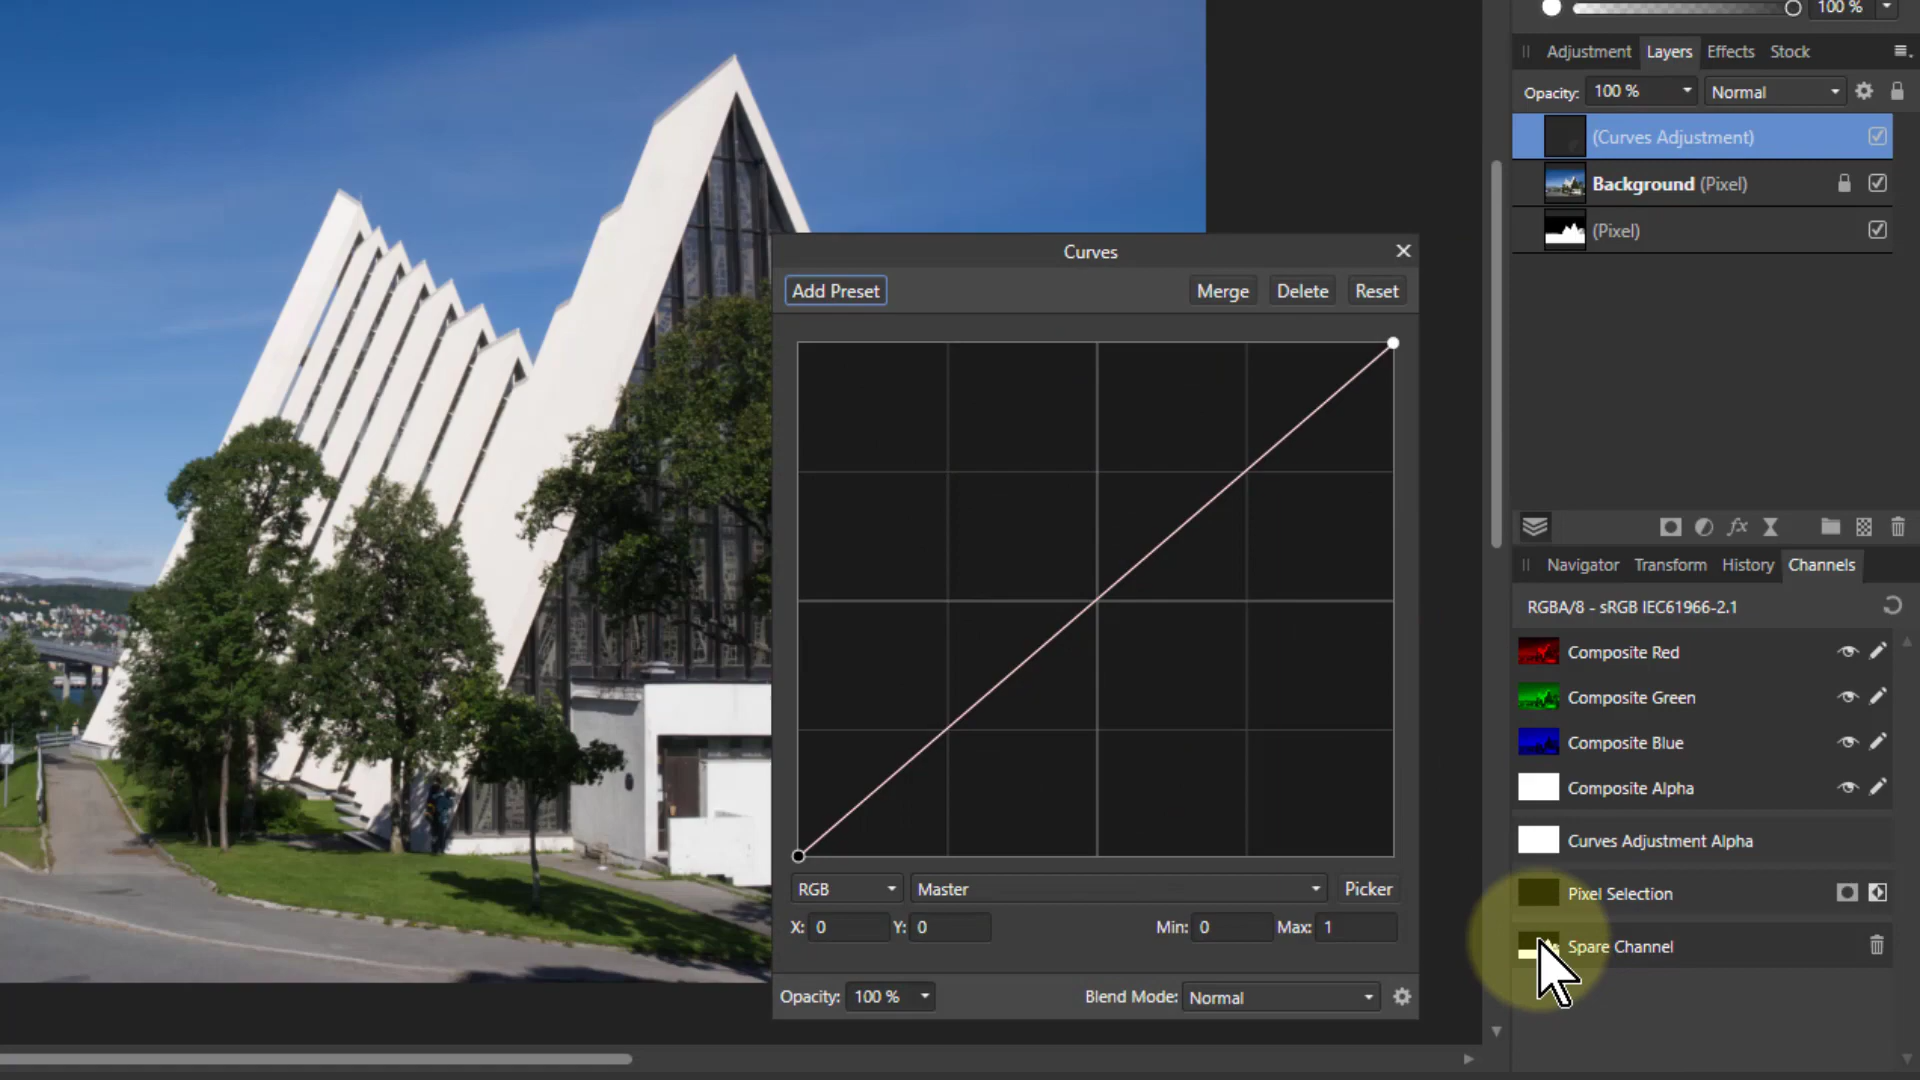 100 %
Adjustment Layers Effects Stock
Opacity: 100 % Normal
(Curves Adjustment)
Background (Pixel)
(Pixel)
Curves
Add Preset Merge Delete Reset
RGB Master Picker
X: 0 Y: 0 Min: 0 Max: 1
Opacity: 100 % Blend Mode: Normal
fx
Navigator Transform History Channels
RGBA/8 - sRGB IEC61966-2.1
Composite Red
Composite Green
Composite Blue
Composite Alpha
Curves Adjustment Alpha
Pixel Selection
Spare Channel